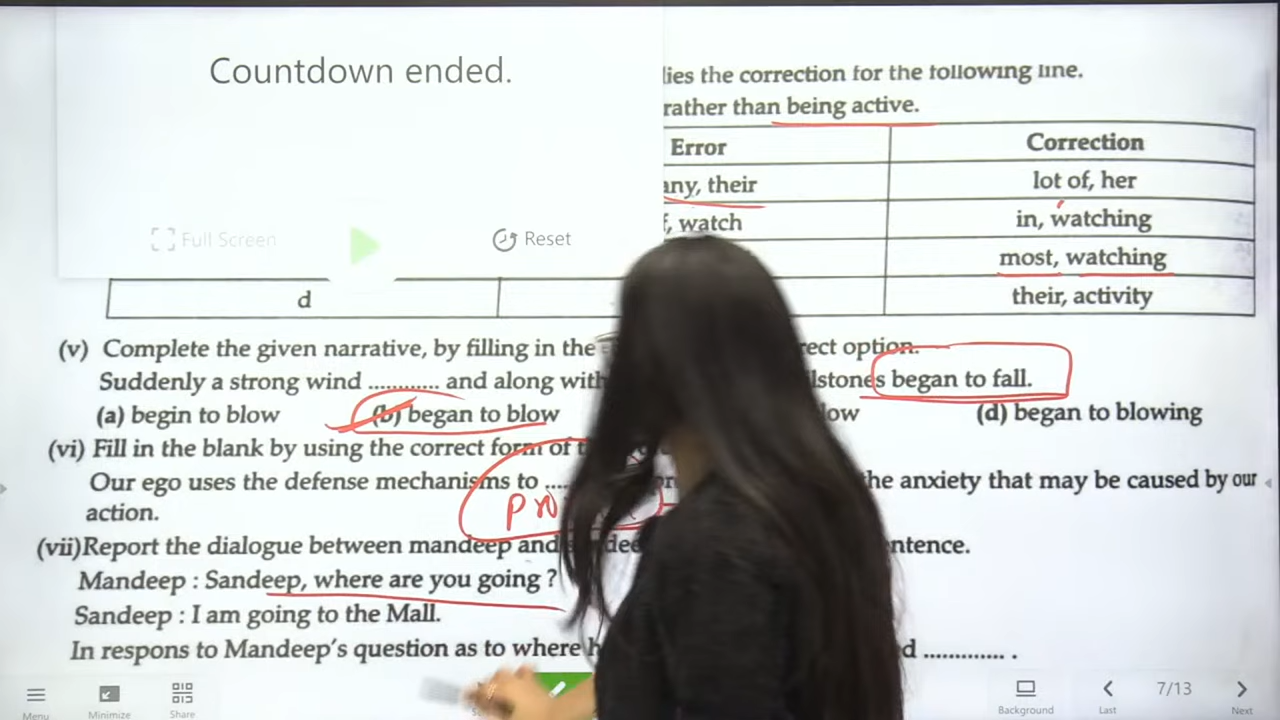 Countdown ended.
Full Screen
Reset
lies the correction for the following line.
rather than being active.
Error Correction
any, their lot of, her
f, watch in, watching
most, watching
d their, activity
(v) Complete the given narrative, by filling in the rect option.
Suddenly a strong wind ............ and along with lstones began to fall.
(a) begin to blow (b) began to blow low (d) began to blowing
(vi) Fill in the blank by using the correct form of
Our ego uses the defense mechanisms to .... the anxiety that may be caused by our
action.
(vii)Report the dialogue between mandeep and ntence.
Mandeep : Sandeep, where are you going ?
Sandeep : I am going to the Mall.
In respons to Mandeep's question as to where h d ............. .
Menu
Minimize
Share
Background
Last
7/13
Next